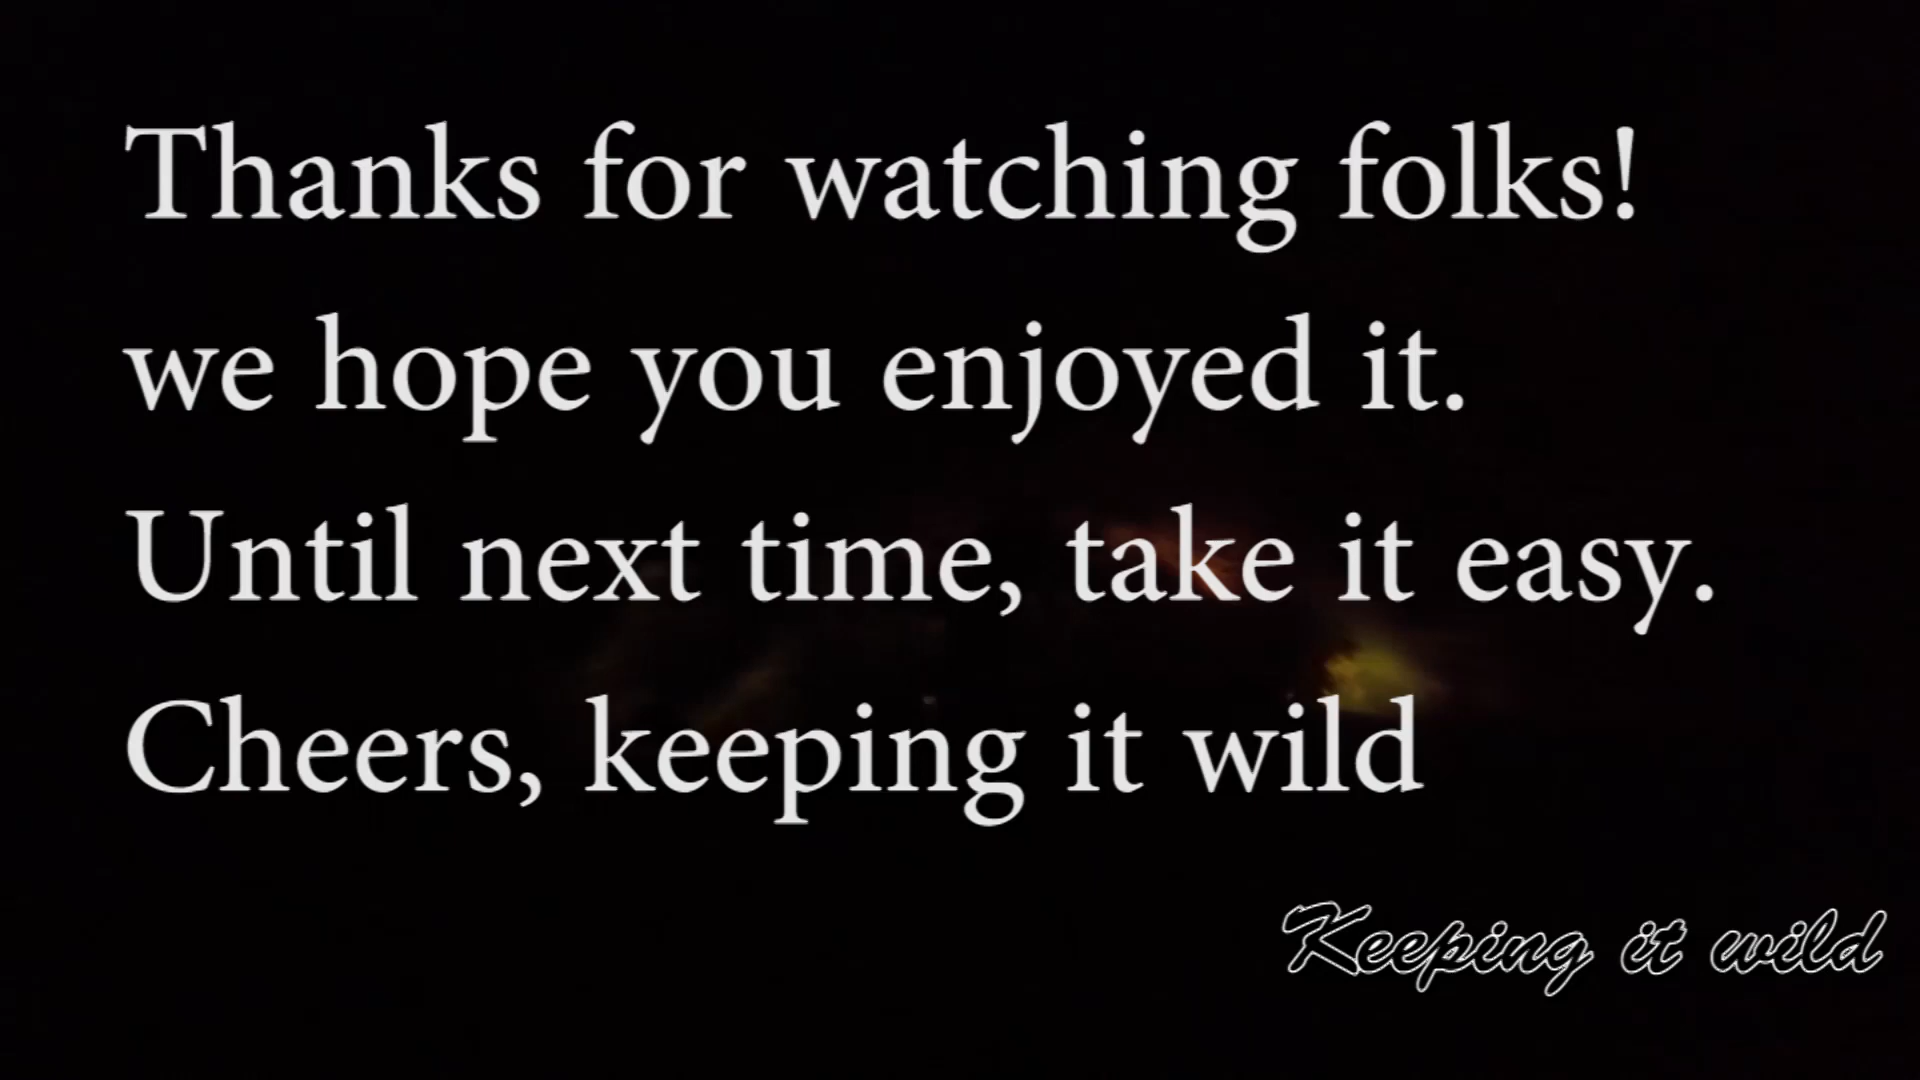 Thanks for watching folks!
we hope you enjoyed it.
Until next time, take it easy.
Cheers, keeping it wild
Keeping it wild